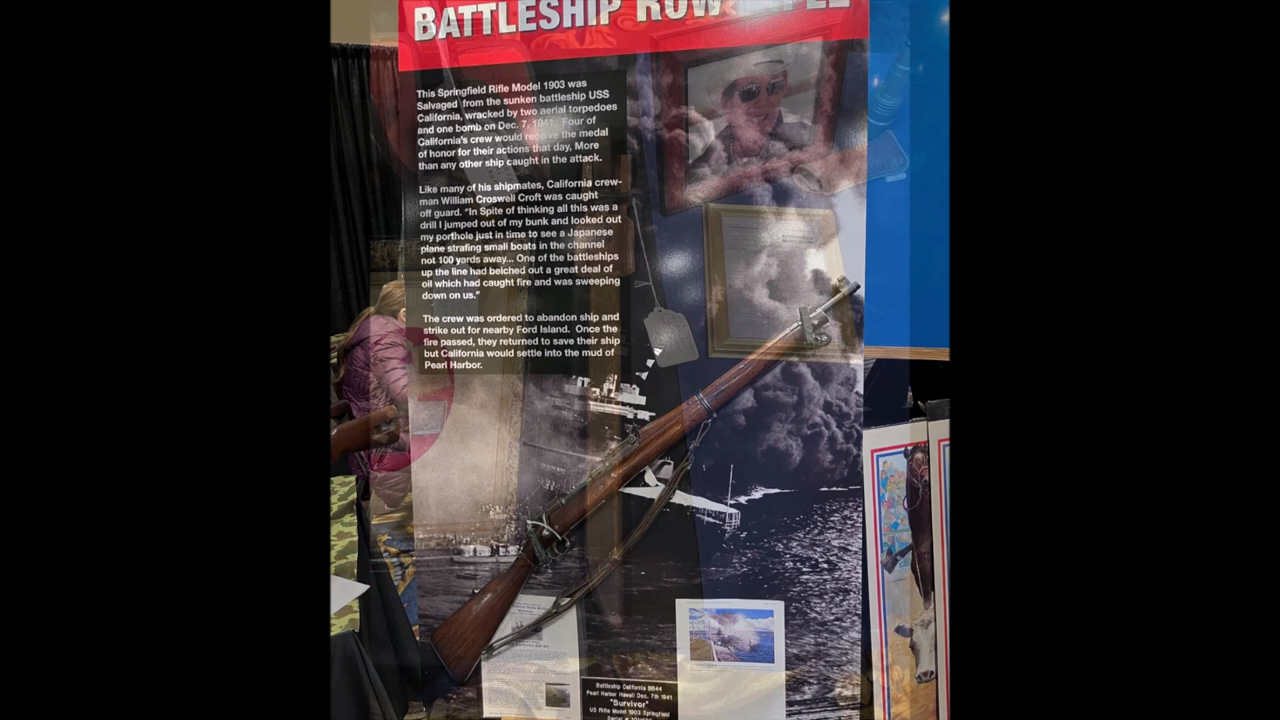 BATTLESHIP ROW
This Springfield Rifle Model 1903 was
Salvaged from the sunken battleship USS
California, wracked by two aerial torpedoes
and one bomb on Dec. 7, 1941. Four of
California's crew would receive the medal
of honor for their actions that day, More
than any other ship caught in the attack.
Like many of his shipmates, California crew-
man William Croswell Croft was caught
off guard. "In Spite of thinking all this was a
drill I jumped out of my bunk and looked out
my porthole just in time to see a Japanese
plane strafing small boats in the channel
not 100 yards away... One of the battleships
up the line had belched out a great deal of
oil which had caught fire and was sweeping
down on us."
The crew was ordered to abandon ship and
strike out for nearby Ford Island. Once the
fire passed, they returned to save their ship
but California would settle into the mud of
Pearl Harbor.
Battleship California BB44
Pearl Harbor Hawaii Dec. 7th 1941
"Survivor"
US Rifle Model 1903 Springfield
Serial #